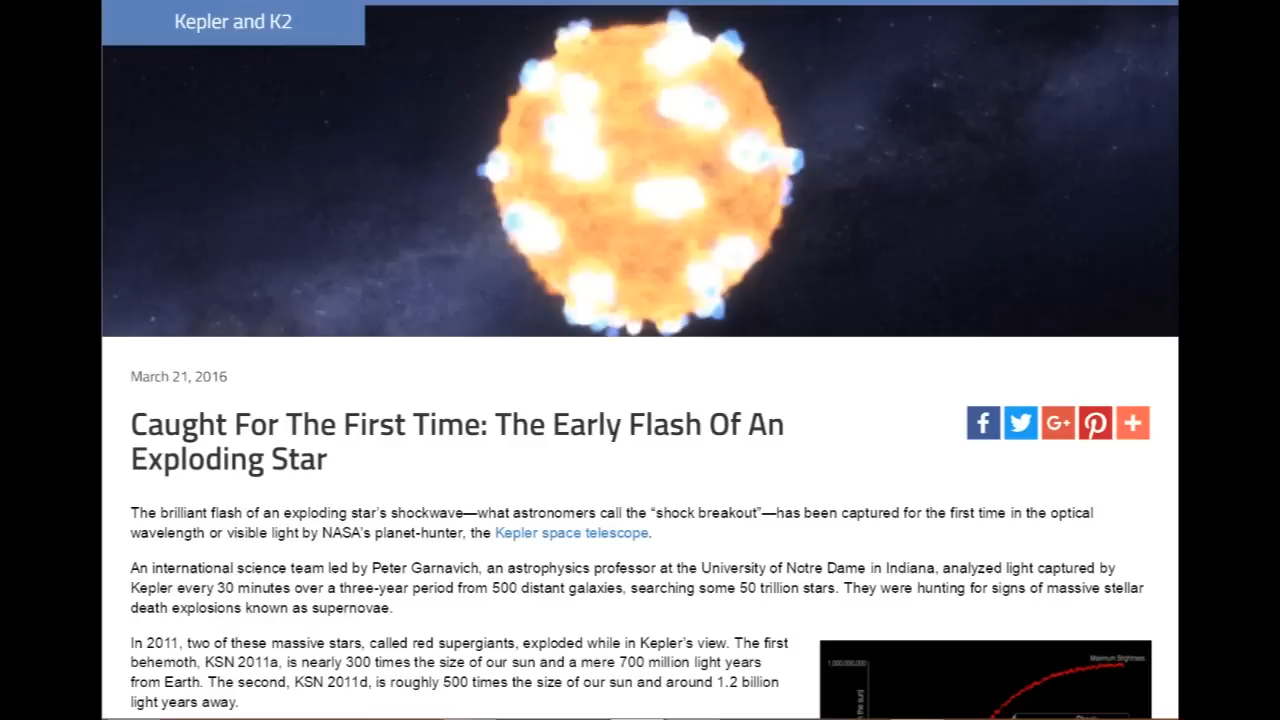 Kepler and K2
March 21, 2016
Caught For The First Time: The Early Flash Of An
Exploding Star
The brilliant flash of an exploding star's shockwave—what astronomers call the “shock breakout”—has been captured for the first time in the optical
wavelength or visible light by NASA's planet-hunter, the Kepler space telescope.
An international science team led by Peter Garnavich, an astrophysics professor at the University of Notre Dame in Indiana, analyzed light captured by
Kepler every 30 minutes over a three-year period from 500 distant galaxies, searching some 50 trillion stars. They were hunting for signs of massive stellar
death explosions known as supernovae.
In 2011, two of these massive stars, called red supergiants, exploded while in Kepler's view. The first
behemoth, KSN 2011a, is nearly 300 times the size of our sun and a mere 700 million light years
from Earth. The second, KSN 2011d, is roughly 500 times the size of our sun and around 1.2 billion
light years away.
1,000,000,000
Maximum Brightness